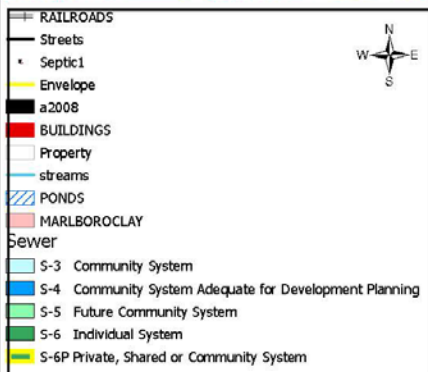 RAILROADS
Streets
Septic1
Envelope
a2008
BUILDINGS
Property
streams
PONDS
MARLBOROCLAY
Sewer
S-3 Community System
S-4 Community System Adequate for Development Planning
S-5 Future Community System
S-6 Individual System
S-6P Private, Shared or Community System
N
W E
S